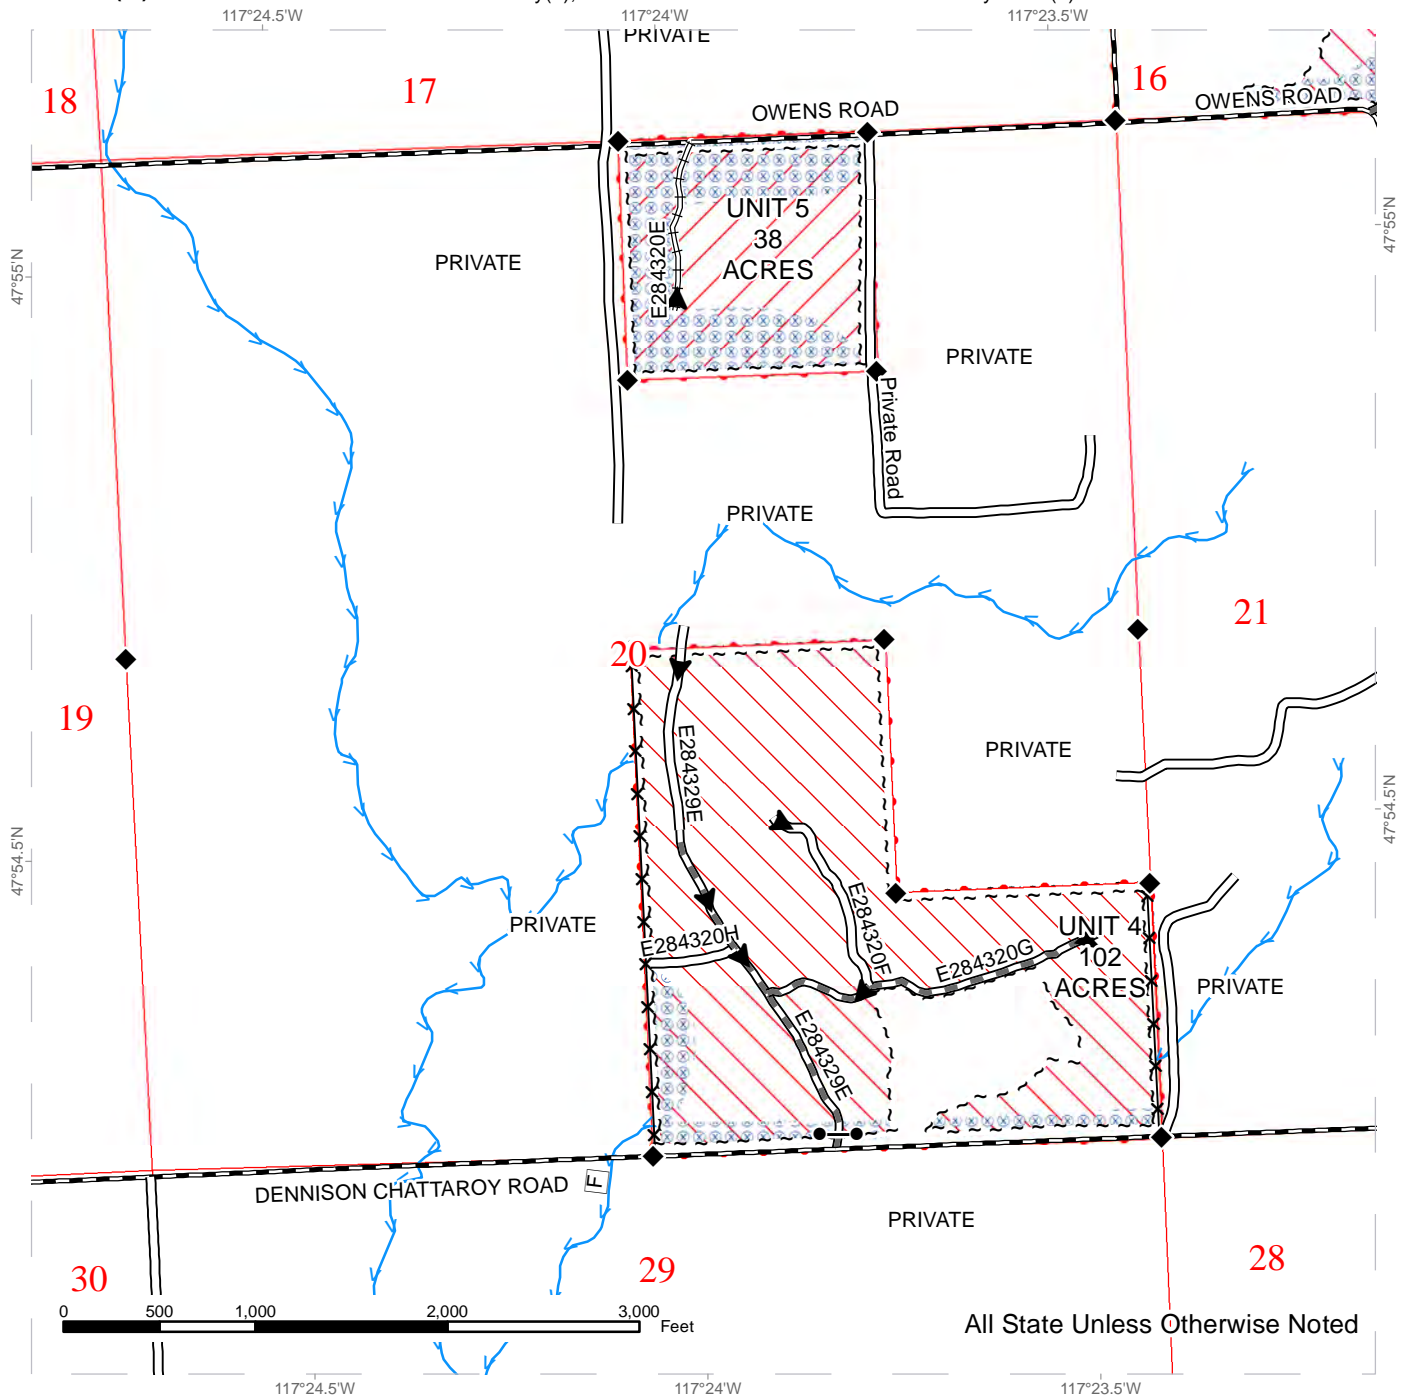 117°24.5'W
117°24'W
117°23.5'W
PRIVATE
18
17
16
OWENS ROAD
OWENS ROAD
47°55'N
47°55'N
UNIT 5
38
ACRES
E284320E
PRIVATE
PRIVATE
Private Road
PRIVATE
21
20
19
E284329E
PRIVATE
47°54.5'N
47°54.5'N
E284320F
PRIVATE
E284320H
E284320G
UNIT 4
102
ACRES
PRIVATE
E284329E
DENNISON CHATTAROY ROAD
F
PRIVATE
30
29
28
0 500 1,000 2,000 3,000
Feet
All State Unless Otherwise Noted
117°24.5'W
117°24'W
117°23.5'W